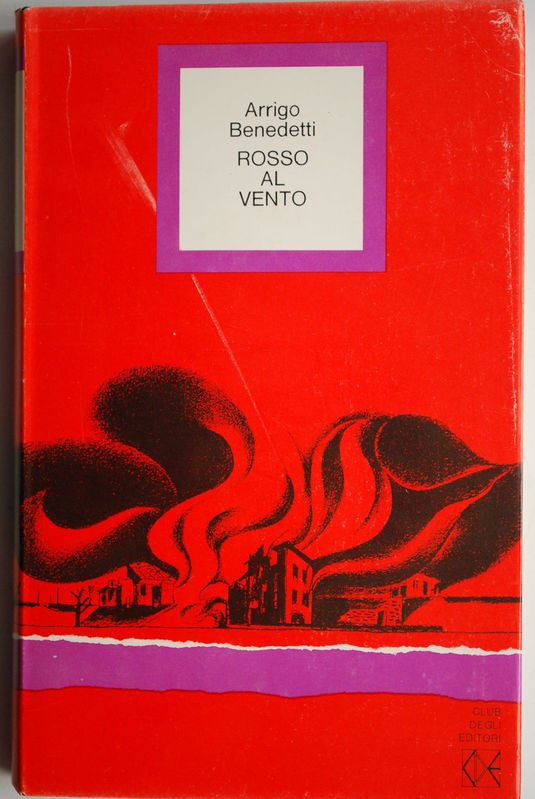 Arrigo
Benedetti
ROSSO
AL
VENTO
CLUB
DEGLI
EDITORI